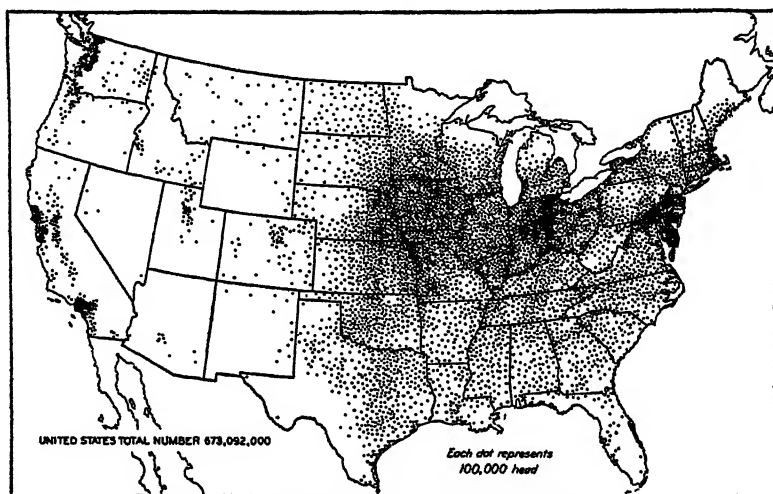 UNITED STATES TOTAL NUMBER 673,092,000
Each dot represents
100,000 head